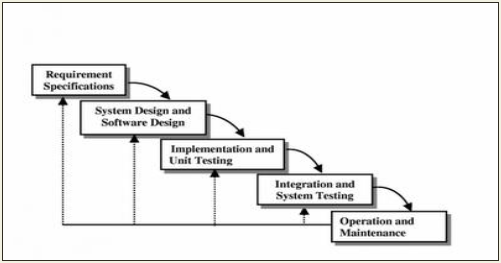 Requirement
Specifications
System Design and
Software Design
Implementation and
Unit Testing
Integration and
System Testing
Operation and
Maintenance